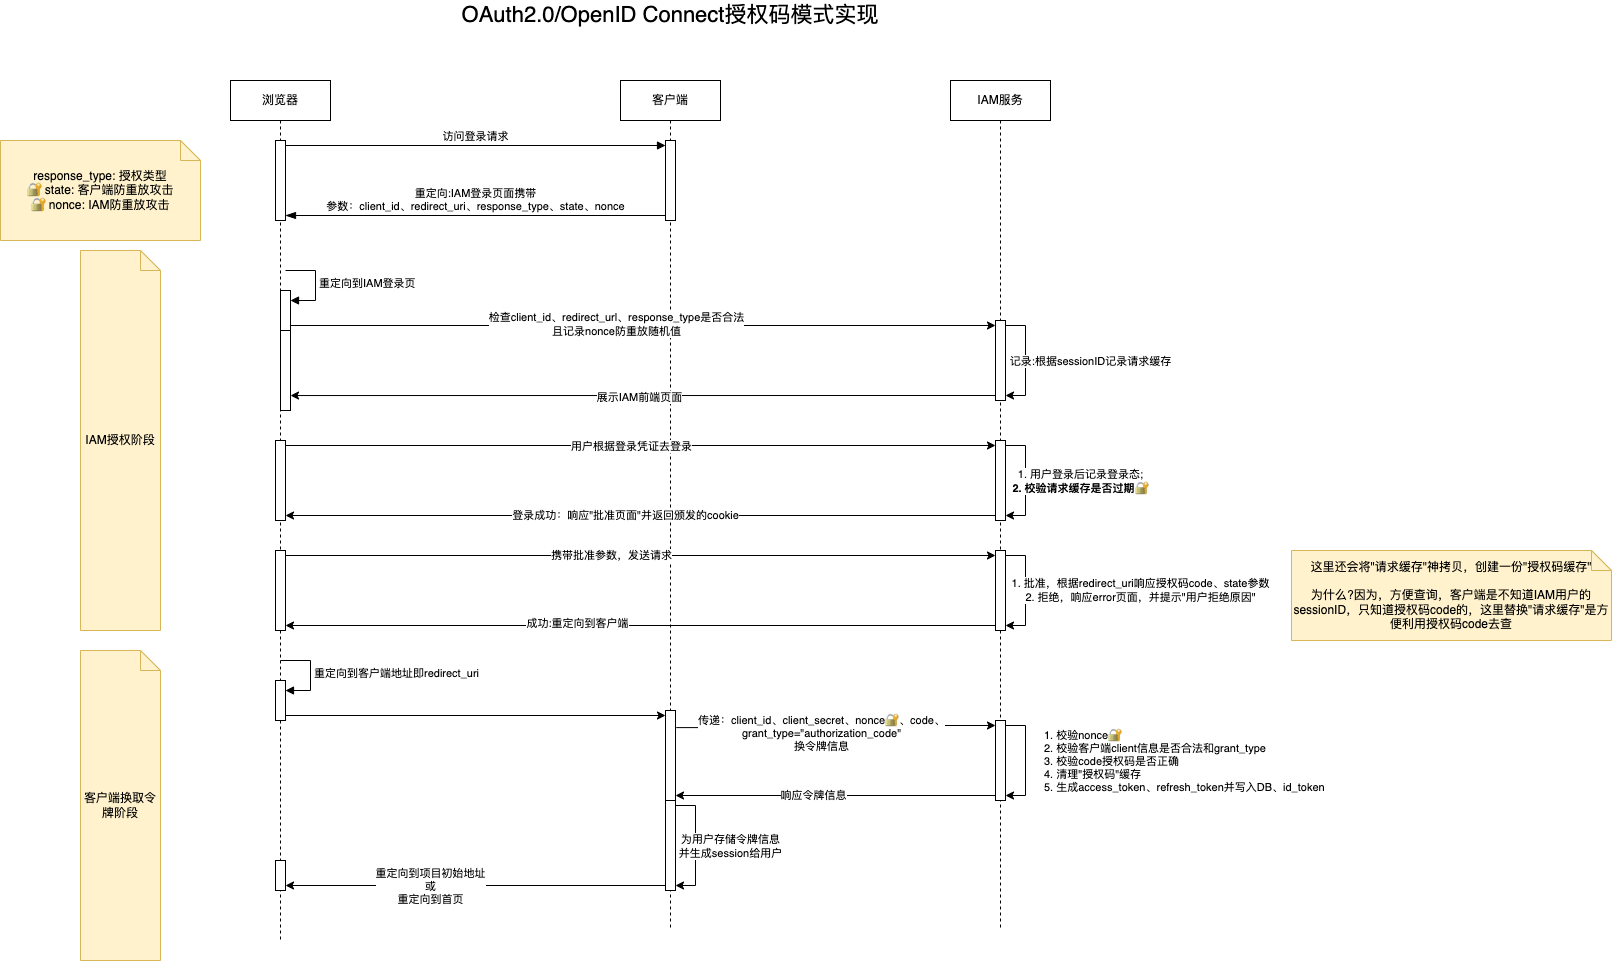 OAuth2.0/OpenID Connect授权码模式实现
浏览器
客户端
IAM服务
访问登录请求
response_type: 授权类型
🔐 state: 客户端防重放攻击
🔐 nonce: IAM防重放攻击
重定向:IAM登录页面携带
参数：client_id、redirect_uri、response_type、state、nonce
重定向到IAM登录页
检查client_id、redirect_url、response_type是否合法
且记录nonce防重放随机值
记录:根据sessionID记录请求缓存
展示IAM前端页面
IAM授权阶段
用户根据登录凭证去登录
1. 用户登录后记录登录态;
2. 校验请求缓存是否过期🔐
登录成功：响应"批准页面"并返回颁发的cookie
携带批准参数，发送请求
1. 批准，根据redirect_uri响应授权码code、state参数
2. 拒绝，响应error页面，并提示"用户拒绝原因"
成功:重定向到客户端
这里还会将"请求缓存"神拷贝，创建一份"授权码缓存"
为什么?因为，方便查询，客户端是不知道IAM用户的
sessionID，只知道授权码code的，这里替换"请求缓存"是方
便利用授权码code去查
重定向到客户端地址即redirect_uri
传递：client_id、client_secret、nonce🔐、code、
grant_type="authorization_code"
换令牌信息
1. 校验nonce🔐
2. 校验客户端client信息是否合法和grant_type
3. 校验code授权码是否正确
4. 清理"授权码"缓存
5. 生成access_token、refresh_token并写入DB、id_token
响应令牌信息
客户端换取令
牌阶段
为用户存储令牌信息
并生成session给用户
重定向到项目初始地址
或
重定向到首页